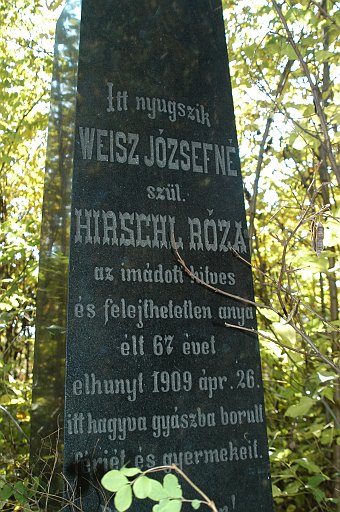 Itt nyugszik
WEISZ JÓZSEFNÉ
szül.
HIRSCHL RÓZA
az imádott hitves
és felejthetetlen anya
élt 67 évet
elhunyt 1909 ápr. 26.
itt hagyva gyászba borult
férjét és gyermekeit.